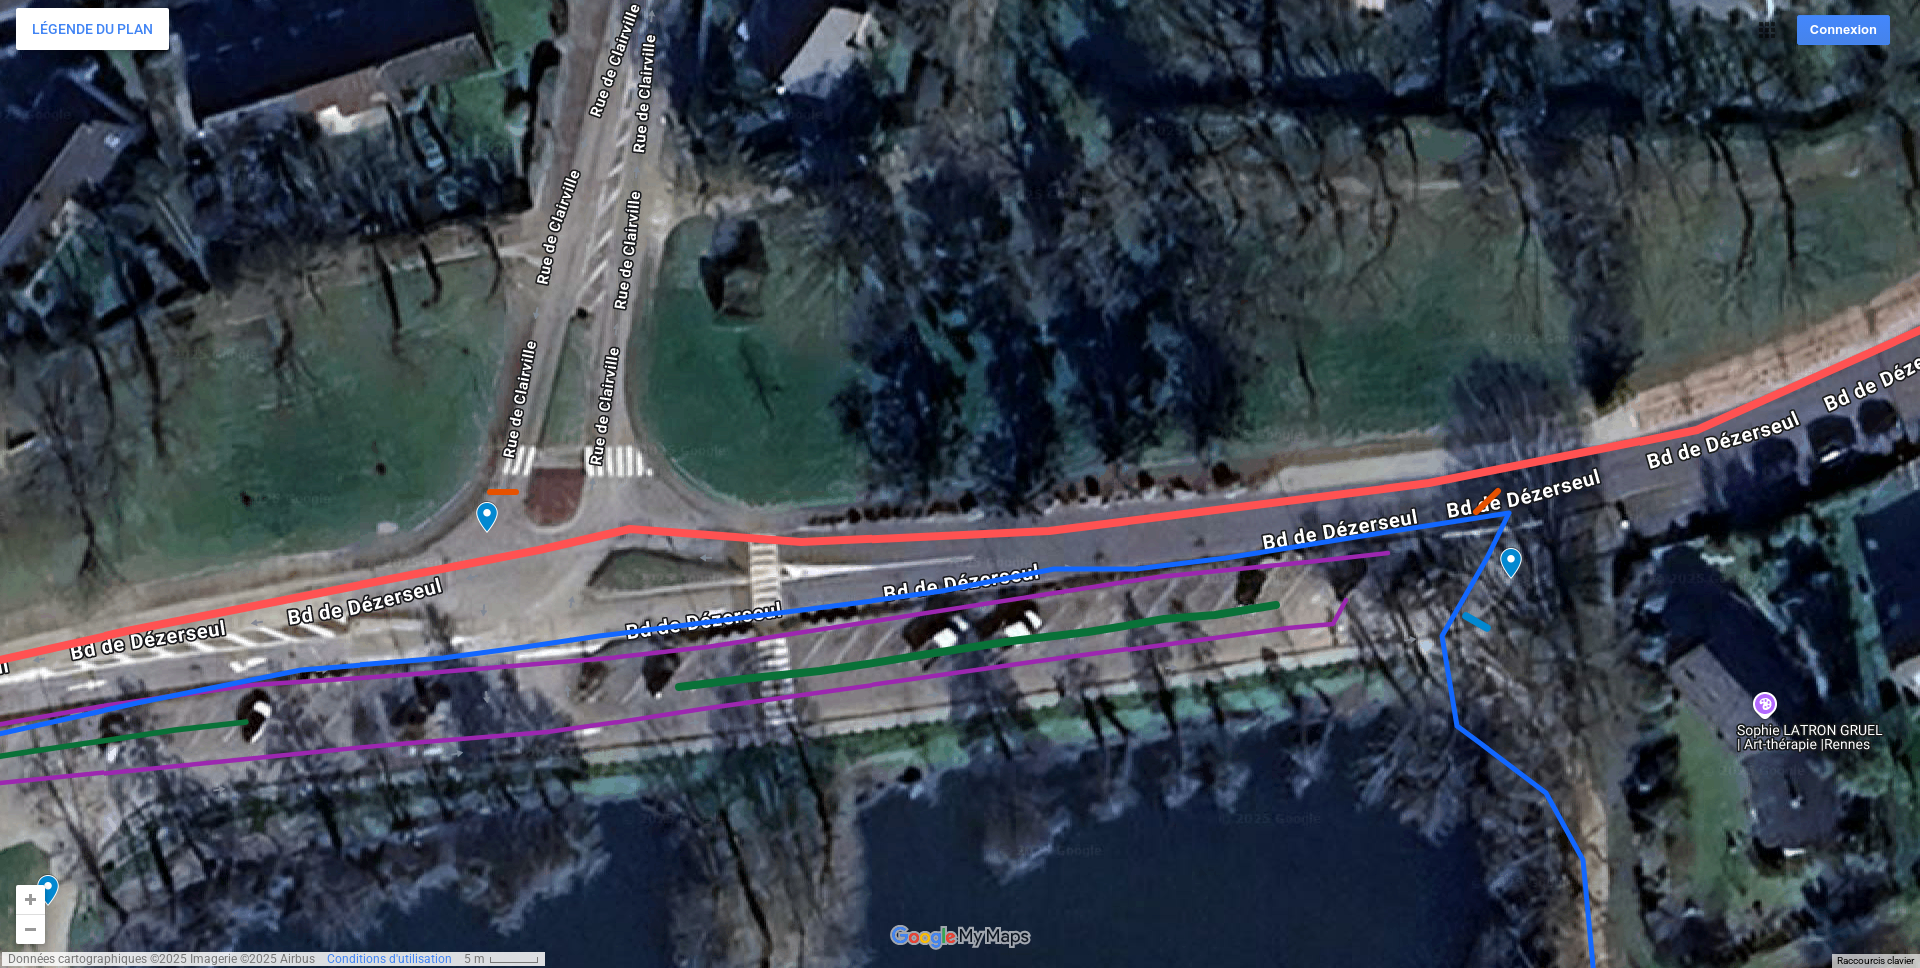 LÉGENDE DU PLAN
Connexion
Rue de Clairville
Rue de Clairville
Rue de Clairville
Rue de Clairville
Rue de Clairville
Rue de Clairville
Bd de Déze
Bd de Dézerseul
Bd de Dézerseul
Bd de Dézerseul
Bd de Dézerseul
Bd de Dézerseul
Bd de Dézerseul
Bd de Dézerseul
Sophie LATRON GRUEL
| Art-thérapie |Rennes
© 2025 Google
Google My Maps
Données cartographiques ©2025 Imagerie ©2025 Airbus Conditions d'utilisation 5 m
Raccourcis clavier